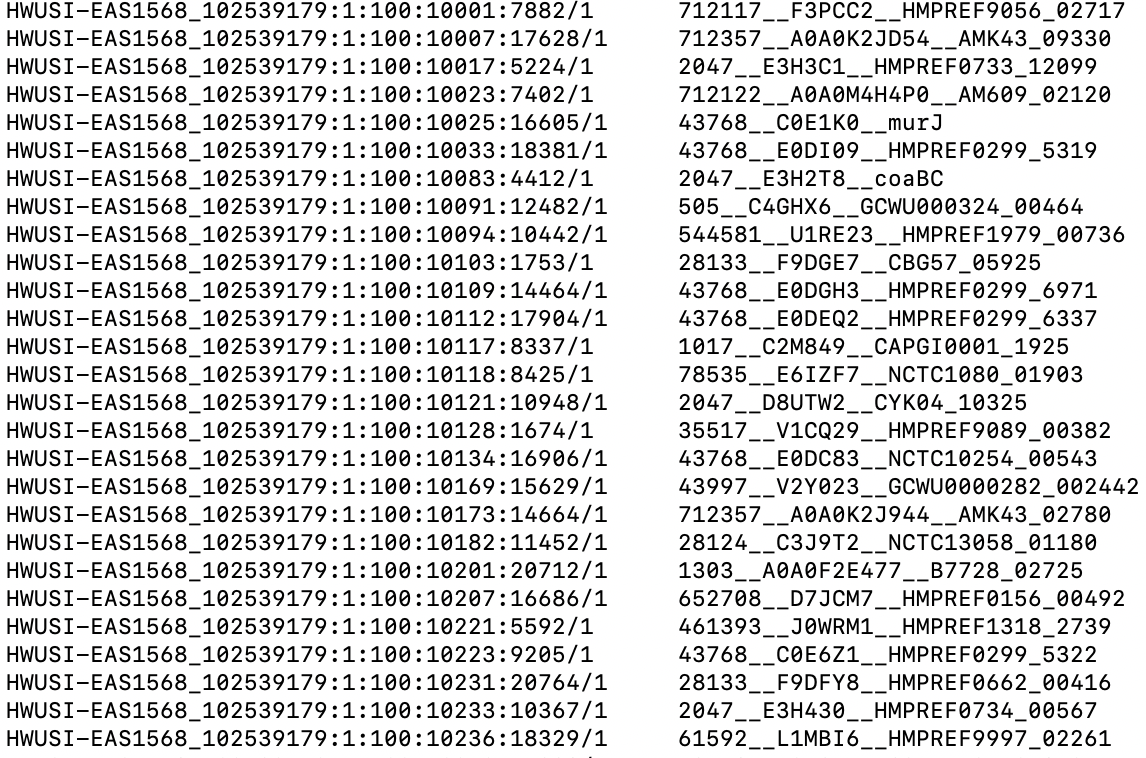 HWUSI-EAS1568_102539179:1:100:10001:7882/1 712117__F3PCC2__HMPREF9056_02717
HWUSI-EAS1568_102539179:1:100:10007:17628/1 712357__A0A0K2JD54__AMK43_09330
HWUSI-EAS1568_102539179:1:100:10017:5224/1 2047__E3H3C1__HMPREF0733_12099
HWUSI-EAS1568_102539179:1:100:10023:7402/1 712122__A0A0M4H4P0__AM609_02120
HWUSI-EAS1568_102539179:1:100:10025:16605/1 43768__C0E1K0__murJ
HWUSI-EAS1568_102539179:1:100:10033:18381/1 43768__E0DI09__HMPREF0299_5319
HWUSI-EAS1568_102539179:1:100:10083:4412/1 2047__E3H2T8__coaBC
HWUSI-EAS1568_102539179:1:100:10091:12482/1 505__C4GHX6__GCWU000324_00464
HWUSI-EAS1568_102539179:1:100:10094:10442/1 544581__U1RE23__HMPREF1979_00736
HWUSI-EAS1568_102539179:1:100:10103:1753/1 28133__F9DGE7__CBG57_05925
HWUSI-EAS1568_102539179:1:100:10109:14464/1 43768__E0DGH3__HMPREF0299_6971
HWUSI-EAS1568_102539179:1:100:10112:17904/1 43768__E0DEQ2__HMPREF0299_6337
HWUSI-EAS1568_102539179:1:100:10117:8337/1 1017__C2M849__CAPGI0001_1925
HWUSI-EAS1568_102539179:1:100:10118:8425/1 78535__E6IZF7__NCTC1080_01903
HWUSI-EAS1568_102539179:1:100:10121:10948/1 2047__D8UTW2__CYK04_10325
HWUSI-EAS1568_102539179:1:100:10128:1674/1 35517__V1CQ29__HMPREF9089_00382
HWUSI-EAS1568_102539179:1:100:10134:16906/1 43768__E0DC83__NCTC10254_00543
HWUSI-EAS1568_102539179:1:100:10169:15629/1 43997__V2Y023__GCWU0000282_002442
HWUSI-EAS1568_102539179:1:100:10173:14664/1 712357__A0A0K2J944__AMK43_02780
HWUSI-EAS1568_102539179:1:100:10182:11452/1 28124__C3J9T2__NCTC13058_01180
HWUSI-EAS1568_102539179:1:100:10201:20712/1 1303__A0A0F2E477__B7728_02725
HWUSI-EAS1568_102539179:1:100:10207:16686/1 652708__D7JCM7__HMPREF0156_00492
HWUSI-EAS1568_102539179:1:100:10221:5592/1 461393__J0WRM1__HMPREF1318_2739
HWUSI-EAS1568_102539179:1:100:10223:9205/1 43768__C0E6Z1__HMPREF0299_5322
HWUSI-EAS1568_102539179:1:100:10231:20764/1 28133__F9DFY8__HMPREF0662_00416
HWUSI-EAS1568_102539179:1:100:10233:10367/1 2047__E3H430__HMPREF0734_00567
HWUSI-EAS1568_102539179:1:100:10236:18329/1 61592__L1MBI6__HMPREF9997_02261